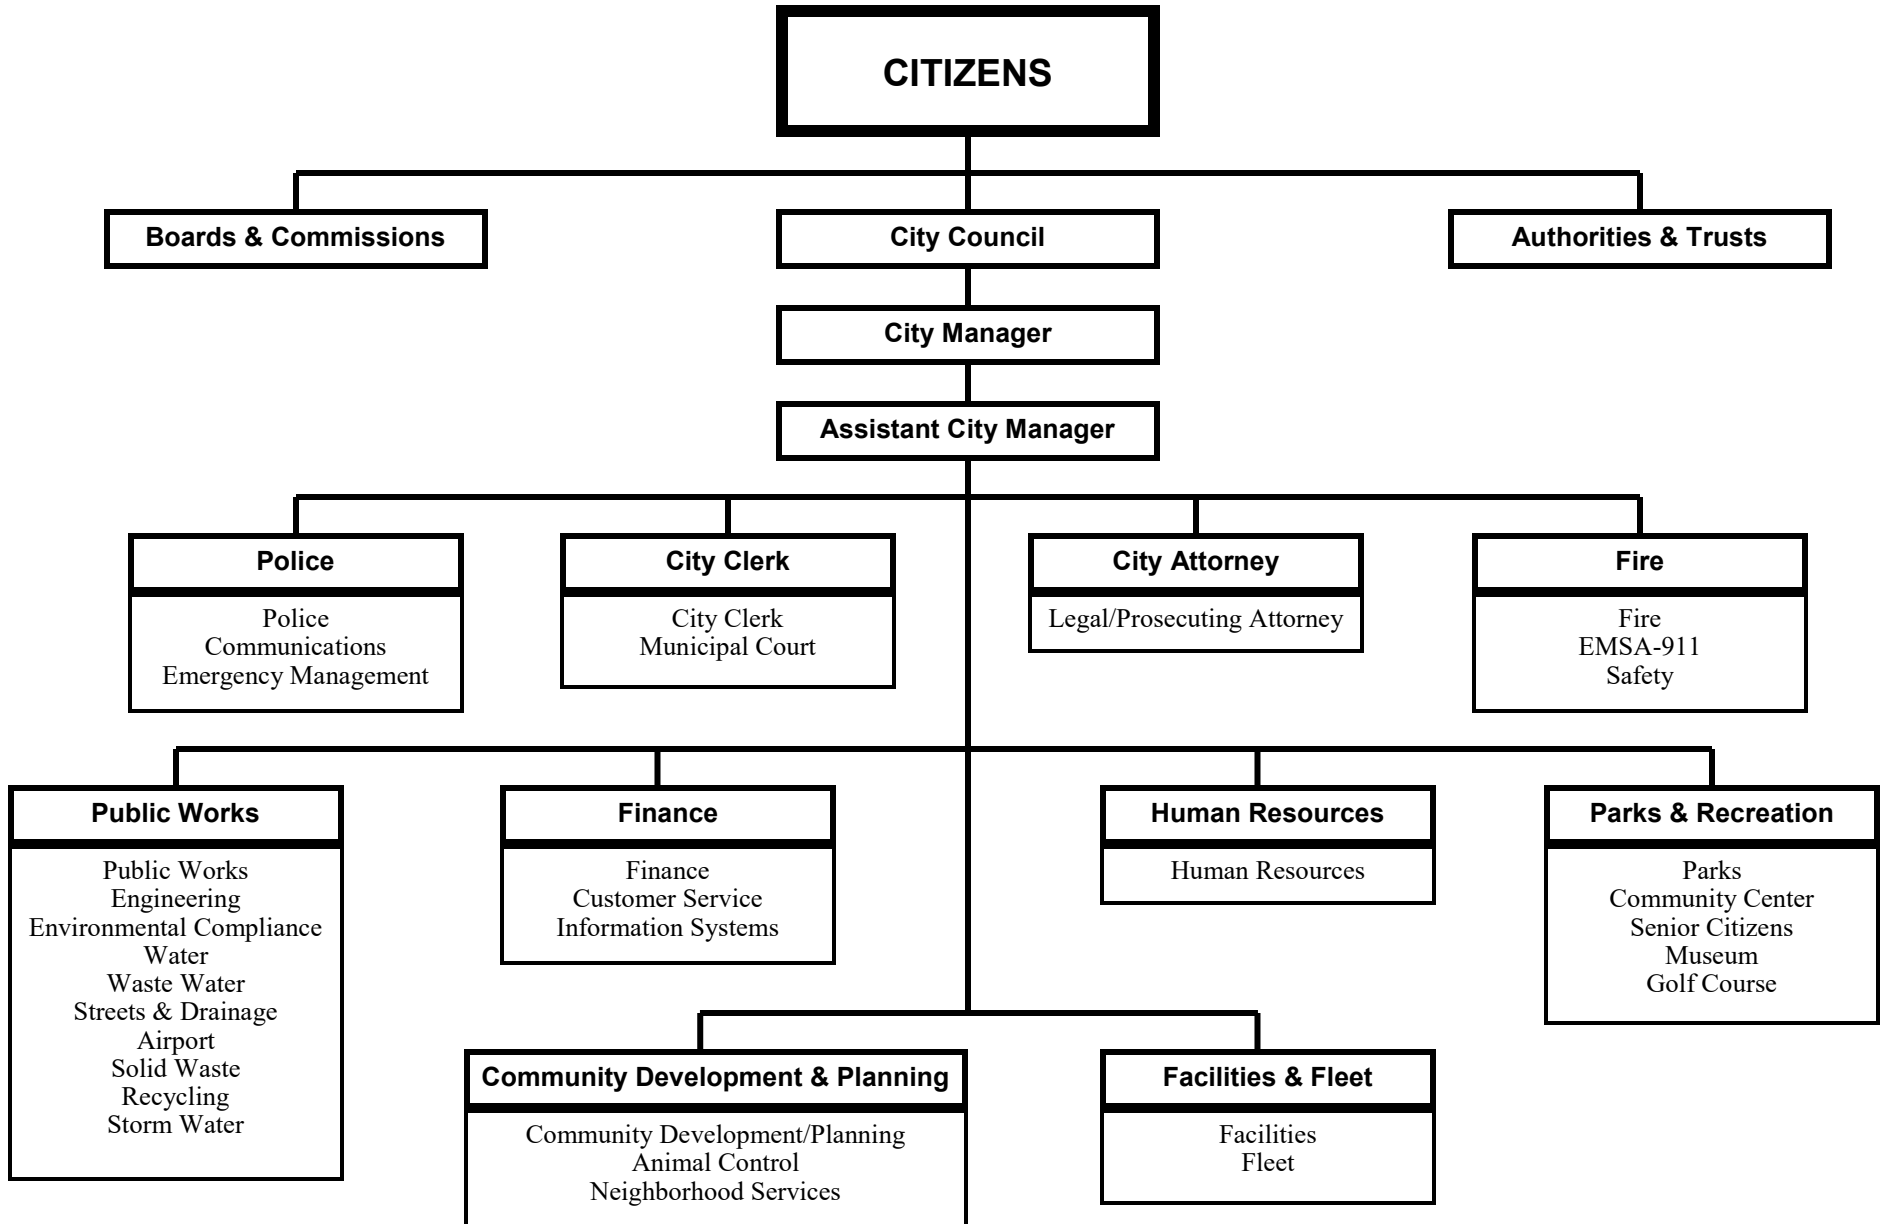 CITIZENS
Boards & Commissions
City Council
Authorities & Trusts
City Manager
Assistant City Manager
Police
Police
Communications
Emergency Management
City Clerk
City Clerk
Municipal Court
City Attorney
Legal/Prosecuting Attorney
Fire
Fire
EMSA-911
Safety
Public Works
Public Works
Engineering
Environmental Compliance
Water
Waste Water
Streets & Drainage
Airport
Solid Waste
Recycling
Storm Water
Finance
Finance
Customer Service
Information Systems
Human Resources
Human Resources
Parks & Recreation
Parks
Community Center
Senior Citizens
Museum
Golf Course
Community Development & Planning
Community Development/Planning
Animal Control
Neighborhood Services
Facilities & Fleet
Facilities
Fleet